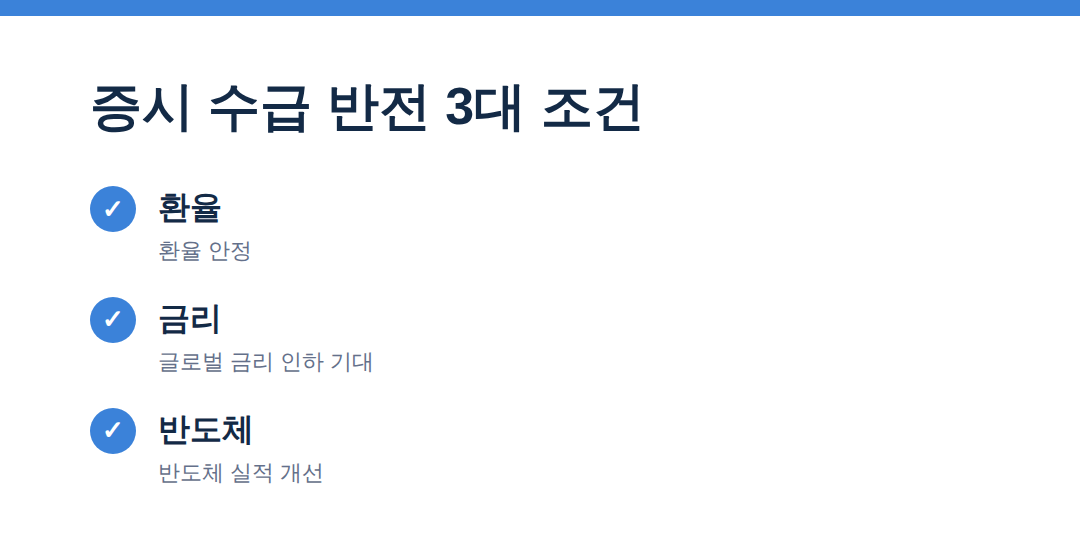 증시 수급 반전 3대 조건
✓ 환율
환율 안정
✓ 금리
글로벌 금리 인하 기대
✓ 반도체
반도체 실적 개선